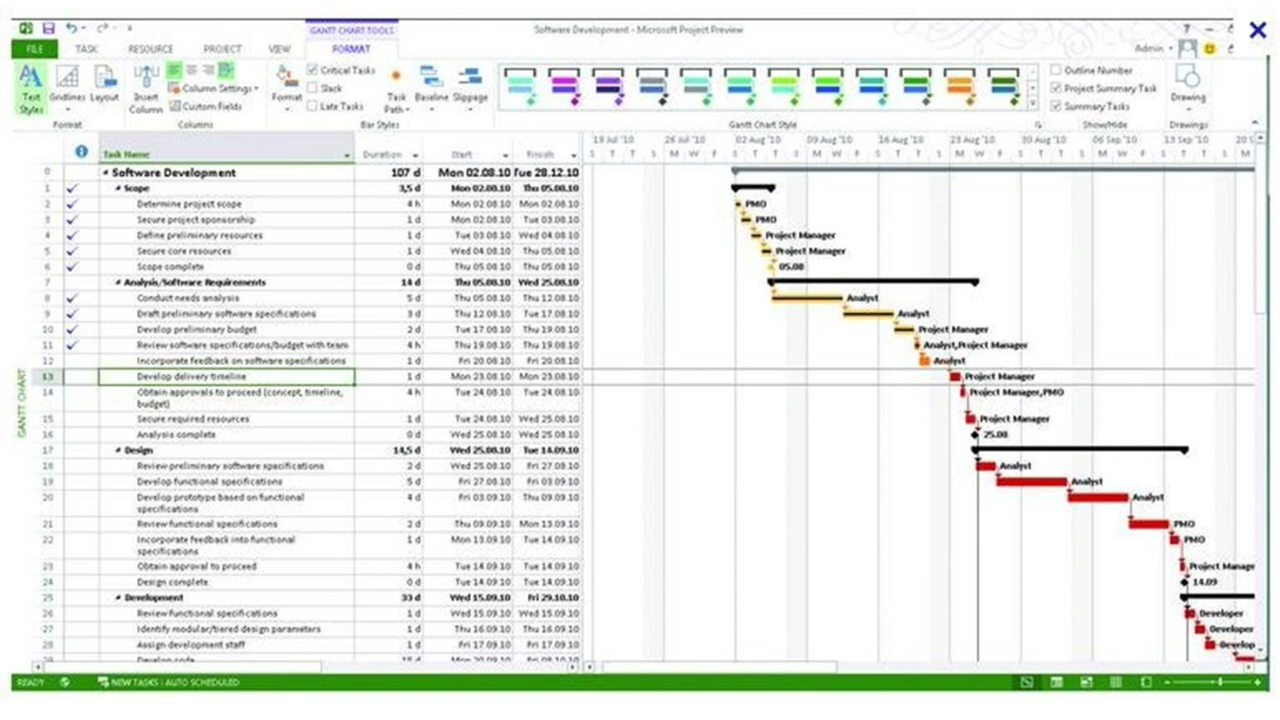 GANTT CHART TOOLS
Software Development - Microsoft Project Preview
?
FILE TASK RESOURCE PROJECT VIEW FORMAT
Admin
Text Styles
Gridlines
Layout
Format
Insert Column
Column Settings
Custom Fields
Columns
Format
Critical Tasks
Slack
Late Tasks
Task Path
Baseline
Slippage
Bar Styles
Gantt Chart Style
Outline Number
Project Summary Task
Summary Tasks
Show/Hide
Drawing
Drawings
19 Jul '10 26 Jul '10 02 Aug '10 09 Aug '10 16 Aug '10 23 Aug '10 30 Aug '10 06 Sep '10 13 Sep '10 20 S
S T T S M W F S T T S M W F S T T S M W F S T T S M
Task Name Duration Start Finish
0 Software Development 107 d Mon 02.08.10 Tue 28.12.10
1 Scope 3,5 d Mon 02.08.10 Thu 05.08.10
2 Determine project scope 4 h Mon 02.08.10 Mon 02.08.10 PMO
3 Secure project sponsorship 1 d Mon 02.08.10 Tue 03.08.10 PMO
4 Define preliminary resources 1 d Tue 03.08.10 Wed 04.08.10 Project Manager
5 Secure core resources 1 d Wed 04.08.10 Thu 05.08.10 Project Manager
6 Scope complete 0 d Thu 05.08.10 Thu 05.08.10 05.08
7 Analysis/Software Requirements 14 d Thu 05.08.10 Wed 25.08.10
8 Conduct needs analysis 5 d Thu 05.08.10 Thu 12.08.10 Analyst
9 Draft preliminary software specifications 3 d Thu 12.08.10 Tue 17.08.10 Analyst
10 Develop preliminary budget 2 d Tue 17.08.10 Thu 19.08.10 Project Manager
11 Review software specifications/budget with team 4 h Thu 19.08.10 Thu 19.08.10 Analyst,Project Manager
12 Incorporate feedback on software specifications 1 d Fri 20.08.10 Fri 20.08.10 Analyst
13 Develop delivery timeline 1 d Mon 23.08.10 Mon 23.08.10 Project Manager
14 Obtain approvals to proceed (concept, timeline, 4 h Tue 24.08.10 Tue 24.08.10 Project Manager,PMO
budget)
15 Secure required resources 1 d Tue 24.08.10 Wed 25.08.10 Project Manager
16 Analysis complete 0 d Wed 25.08.10 Wed 25.08.10 25.08
17 Design 14,5 d Wed 25.08.10 Tue 14.09.10
18 Review preliminary software specifications 2 d Wed 25.08.10 Fri 27.08.10 Analyst
19 Develop functional specifications 5 d Fri 27.08.10 Fri 03.09.10 Analyst
20 Develop prototype based on functional 4 d Fri 03.09.10 Thu 09.09.10 Analyst
specifications
21 Review functional specifications 2 d Thu 09.09.10 Mon 13.09.10 PMO
22 Incorporate feedback into functional 1 d Mon 13.09.10 Tue 14.09.10 PMO
specifications
23 Obtain approval to proceed 4 h Tue 14.09.10 Tue 14.09.10 Project Manage
24 Design complete 0 d Tue 14.09.10 Tue 14.09.10 14.09
25 Development 33 d Wed 15.09.10 Fri 29.10.10
26 Review functional specifications 1 d Wed 15.09.10 Wed 15.09.10 Developer
27 Identify modular/tiered design parameters 1 d Thu 16.09.10 Thu 16.09.10 Developer
28 Assign development staff 1 d Fri 17.09.10 Fri 17.09.10 Develop
29 Develop code 15 d Mon 20.09.10 Fri 08.10.10
GANTT CHART
READY NEW TASKS : AUTO SCHEDULED